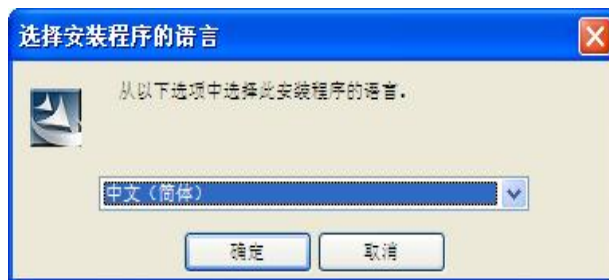 选择安装程序的语言
从以下选项中选择此安装程序的语言.
中文（简体）
确定
取消